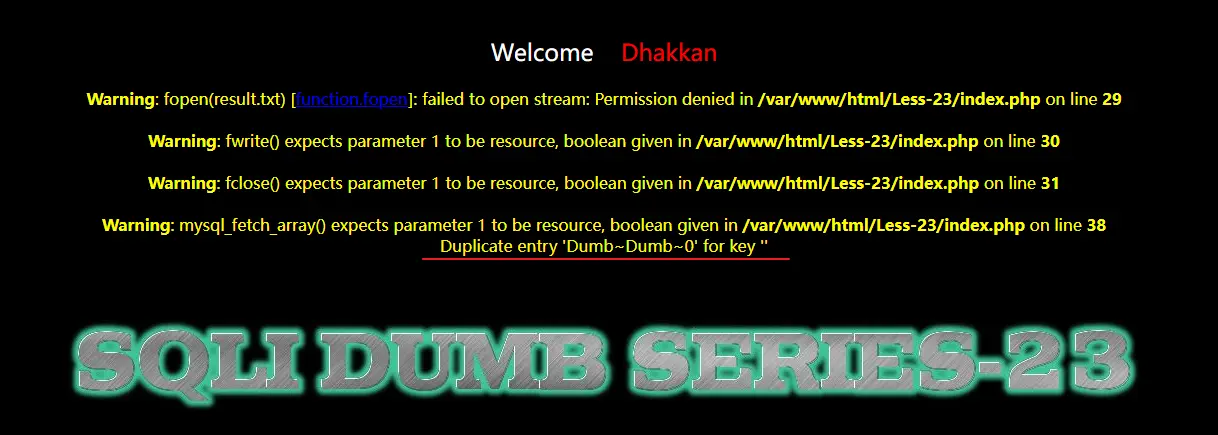 Welcome Dhakkan
Warning: fopen(result.txt) [function.fopen]: failed to open stream: Permission denied in /var/www/html/Less-23/index.php on line 29
Warning: fwrite() expects parameter 1 to be resource, boolean given in /var/www/html/Less-23/index.php on line 30
Warning: fclose() expects parameter 1 to be resource, boolean given in /var/www/html/Less-23/index.php on line 31
Warning: mysql_fetch_array() expects parameter 1 to be resource, boolean given in /var/www/html/Less-23/index.php on line 38
Duplicate entry 'Dumb~Dumb~0' for key ''
SQLI DUMB SERIES-23